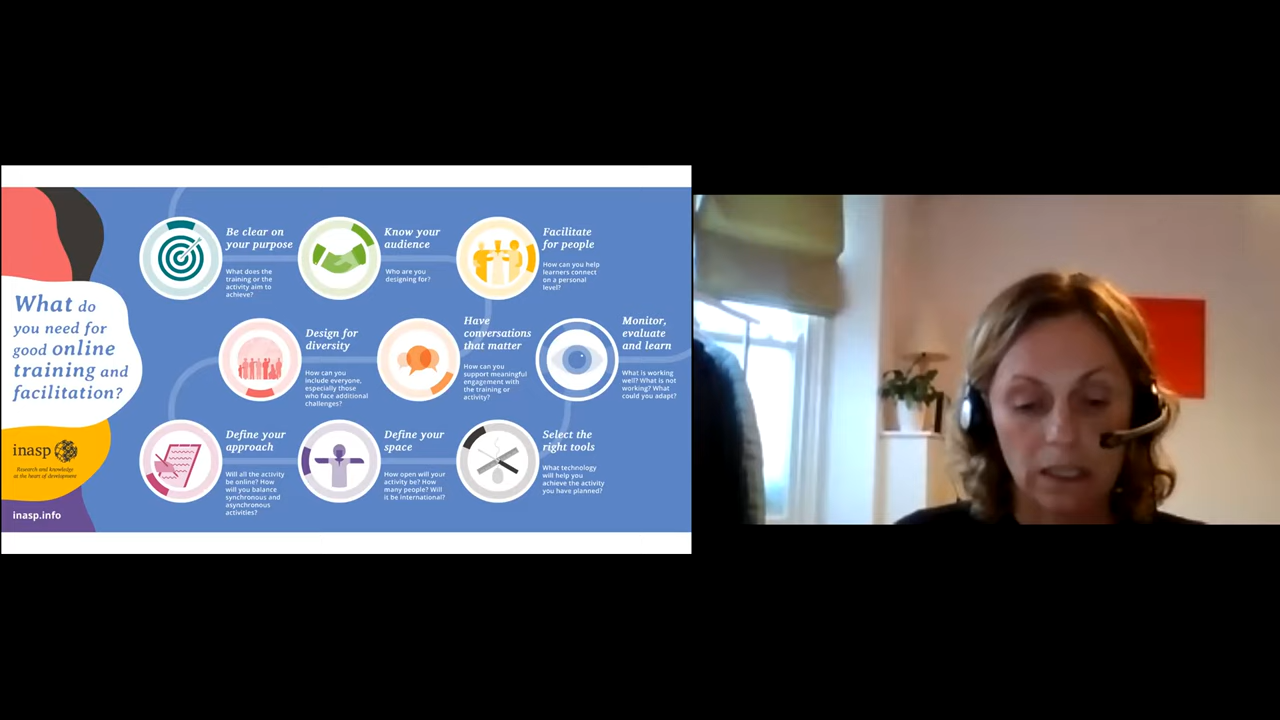 What do
you need for
good online
training and
facilitation?
inasp
Research and knowledge
at the heart of development
inasp.info
Be clear on
your purpose
What does the
training or the
activity aim to
achieve?
Know your
audience
Who are you
designing for?
Facilitate
for people
How can you help
learners connect
on a personal
level?
Design for
diversity
How can you
include everyone,
especially those
who face additional
challenges?
Have
conversations
that matter
How can you
support meaningful
engagement with
the training or
activity?
Monitor,
evaluate
and learn
What is working
well? What is not
working? What
could you adapt?
Define your
approach
Will all the activity
be online? How
will you balance
synchronous and
asynchronous
activities?
Define your
space
How open will your
activity be? How
many people? Will
it be international?
Select the
right tools
What technology
will help you
achieve the activity
you have planned?